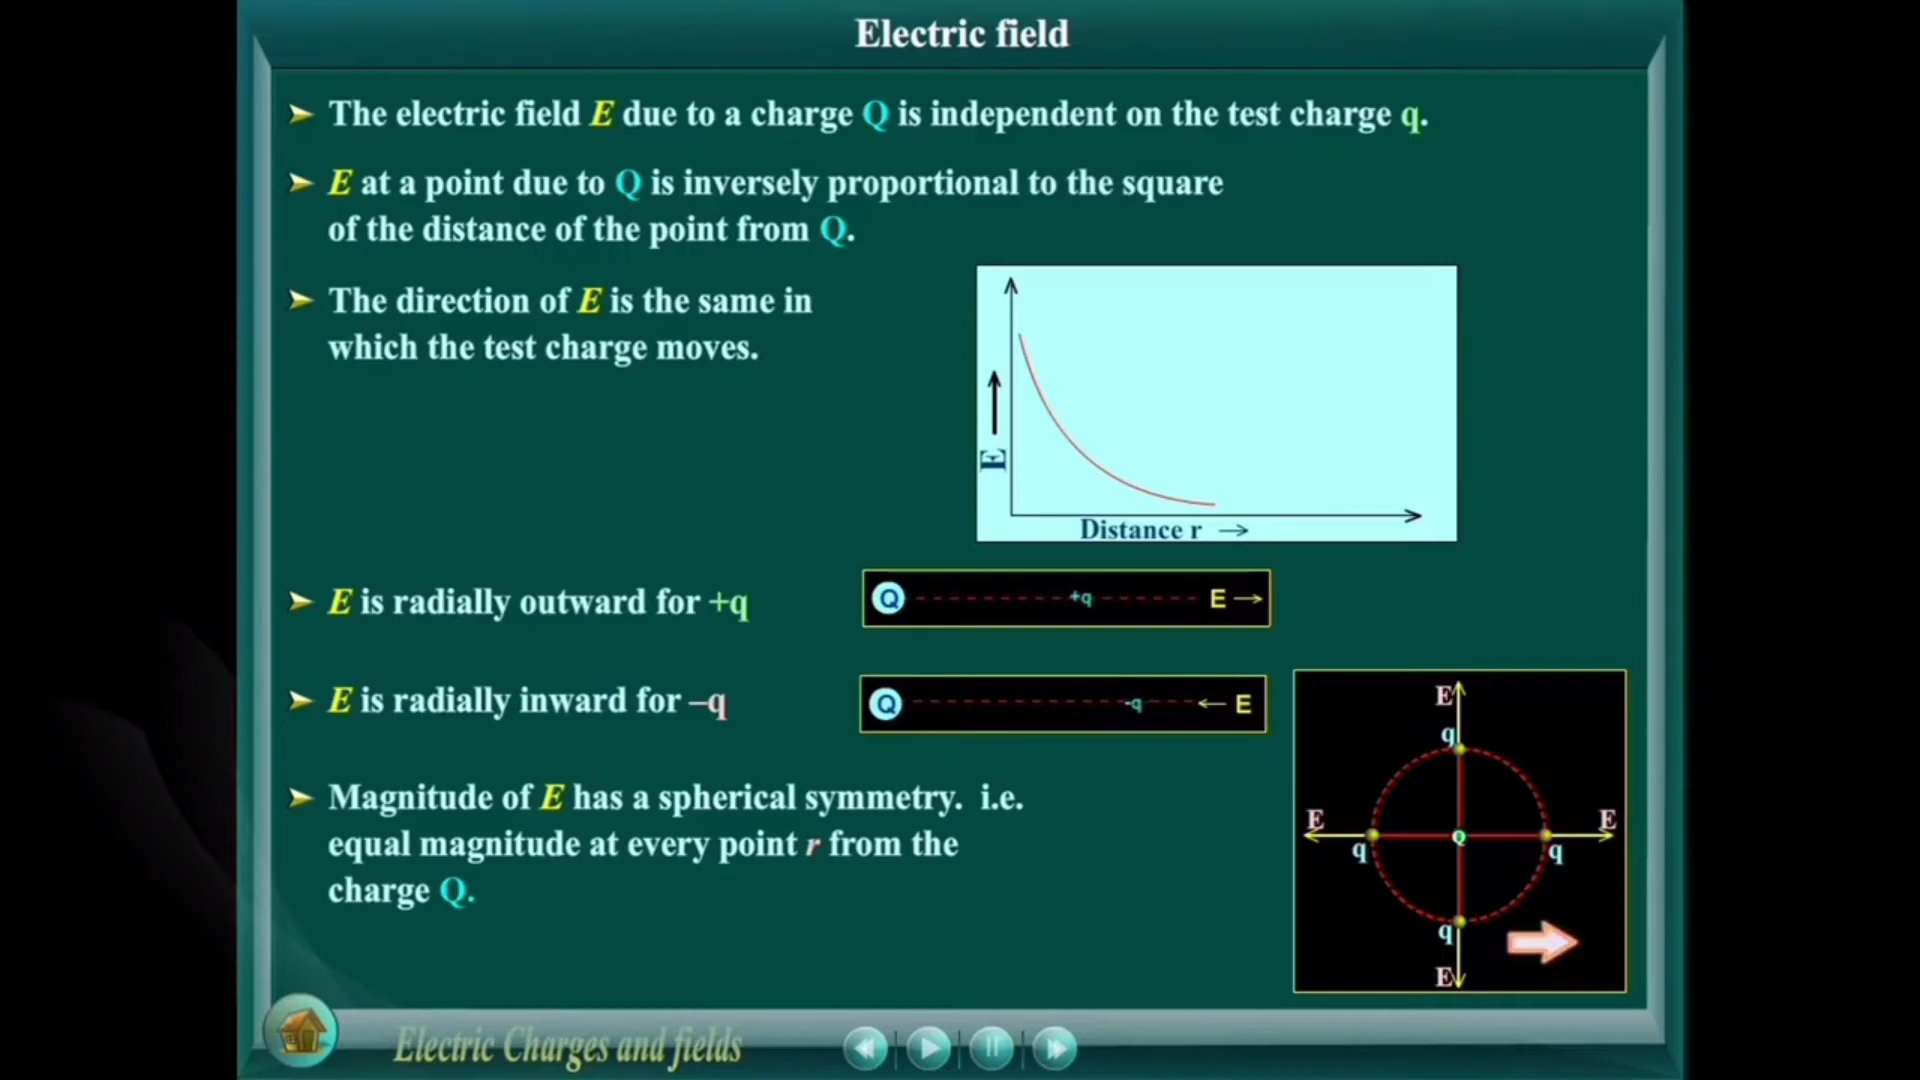 Electric field
The electric field E due to a charge Q is independent on the test charge q.
E at a point due to Q is inversely proportional to the square
of the distance of the point from Q.
The direction of E is the same in
which the test charge moves.
E
Distance r
E is radially outward for +q
Q +q E
E is radially inward for –q
Q -q E
Magnitude of E has a spherical symmetry. i.e.
equal magnitude at every point r from the
charge Q.
E
q
E E
Q
q q
q
E
Electric Charges and fields